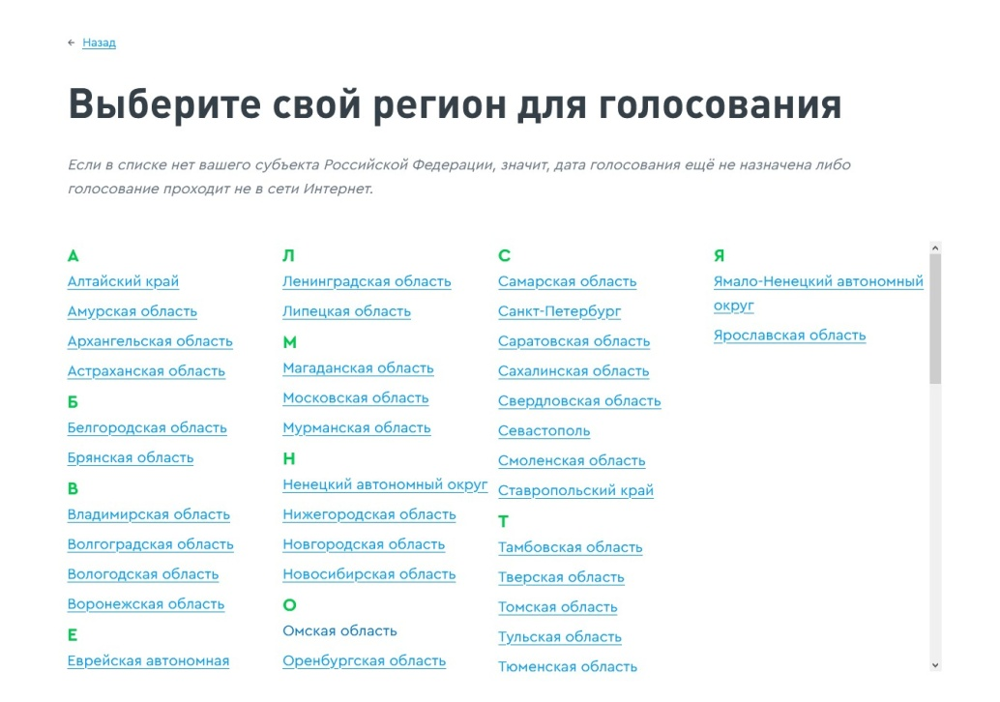 ← Назад
Выберите свой регион для голосования
Если в списке нет вашего субъекта Российской Федерации, значит, дата голосования ещё не назначена либо
голосование проходит не в сети Интернет.
А
Алтайский край
Амурская область
Архангельская область
Астраханская область
Б
Белгородская область
Брянская область
В
Владимирская область
Волгоградская область
Вологодская область
Воронежская область
Е
Еврейская автономная
Л
Ленинградская область
Липецкая область
М
Магаданская область
Московская область
Мурманская область
Н
Ненецкий автономный округ
Нижегородская область
Новгородская область
Новосибирская область
О
Омская область
Оренбургская область
С
Самарская область
Санкт-Петербург
Саратовская область
Сахалинская область
Свердловская область
Севастополь
Смоленская область
Ставропольский край
Т
Тамбовская область
Тверская область
Томская область
Тульская область
Тюменская область
Я
Ямало-Ненецкий автономный
округ
Ярославская область